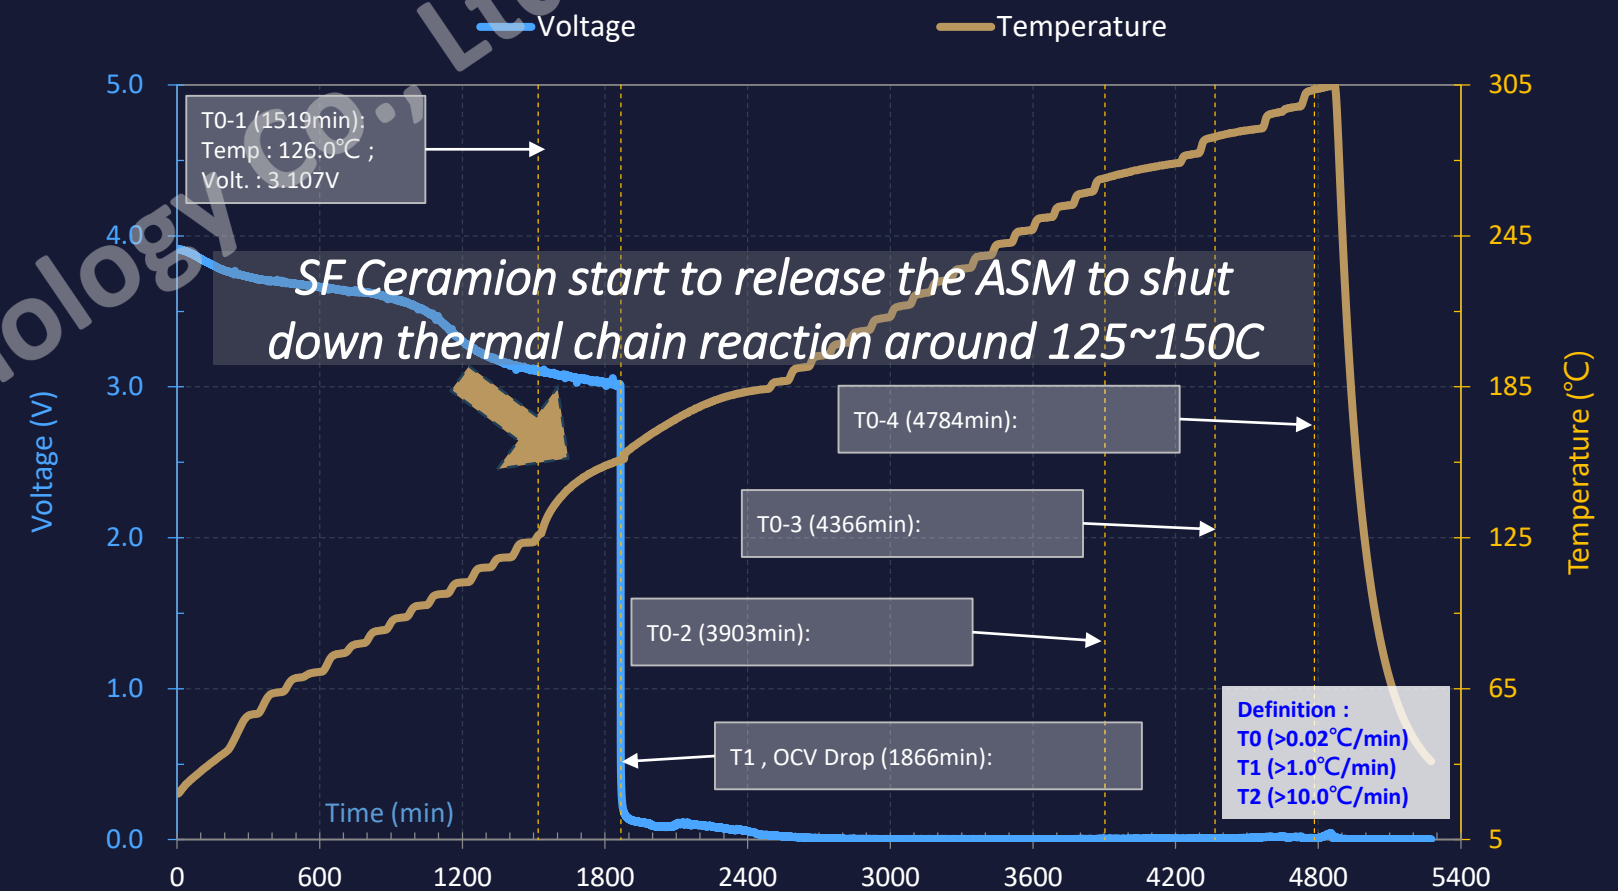 Co., Ltd
nology
Voltage
Temperature
5.0
4.0
3.0
2.0
1.0
0.0
Voltage (V)
305
245
185
125
65
5
Temperature (℃)
T0-1 (1519min):
Temp : 126.0℃ ;
Volt. : 3.107V
SF Ceramion start to release the ASM to shut
down thermal chain reaction around 125~150C
T0-4 (4784min):
T0-3 (4366min):
T0-2 (3903min):
T1 , OCV Drop (1866min):
Definition :
T0 (>0.02℃/min)
T1 (>1.0℃/min)
T2 (>10.0℃/min)
Time (min)
0 600 1200 1800 2400 3000 3600 4200 4800 5400